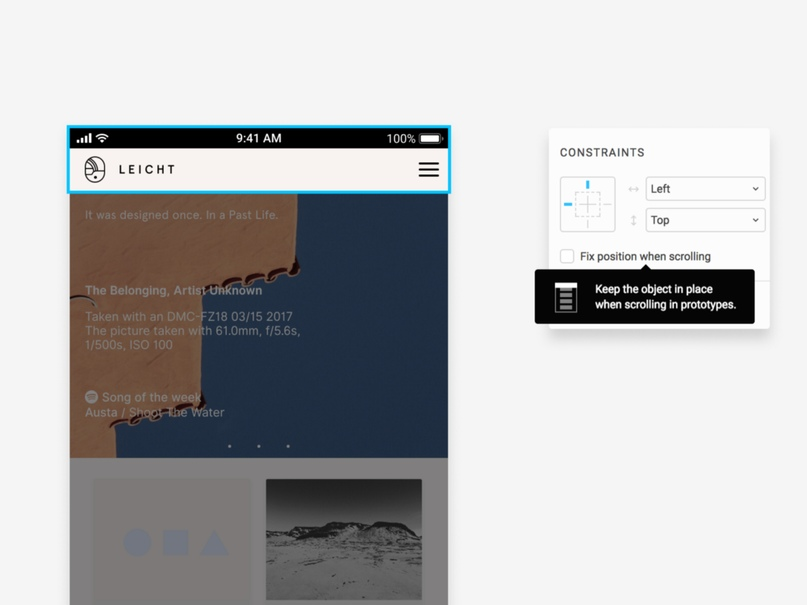 9:41 AM
100%
LEICHT
It was designed once. In a Past Life.
The Belonging, Artist Unknown
Taken with an DMC-FZ18 03/15 2017
The picture taken with 61.0mm, f/5.6s,
1/500s, ISO 100
Song of the week
Austa / Shoot The Water
CONSTRAINTS
Left
Top
Fix position when scrolling
Keep the object in place
when scrolling in prototypes.